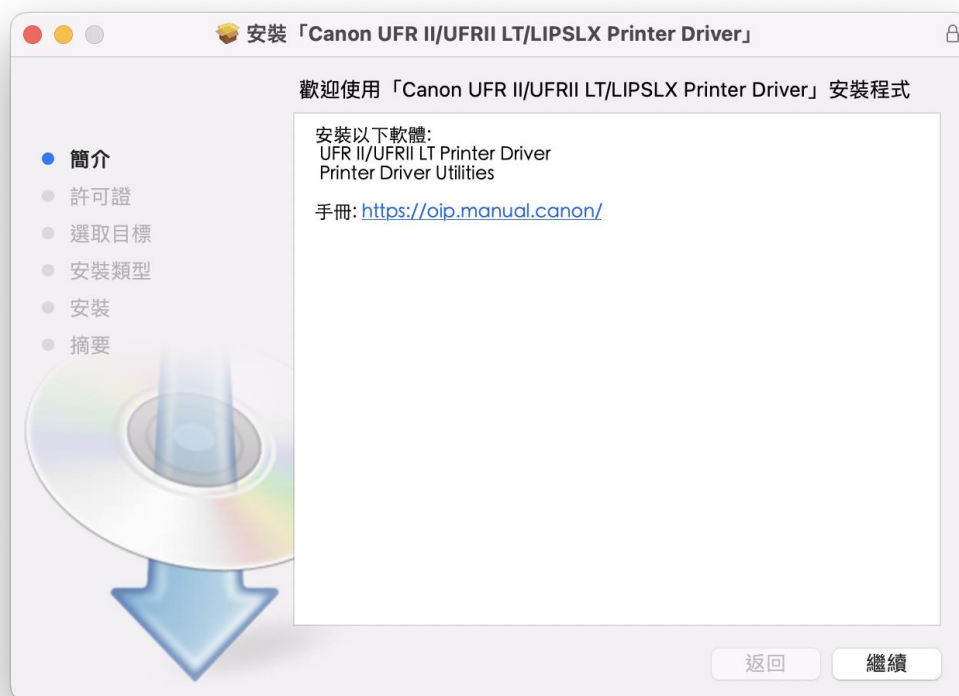 安裝「Canon UFR II/UFRII LT/LIPSLX Printer Driver」
歡迎使用「Canon UFR II/UFRII LT/LIPSLX Printer Driver」安裝程式
簡介
許可證
選取目標
安裝類型
安裝
摘要
安裝以下軟體:
UFR II/UFRII LT Printer Driver
Printer Driver Utilities
手冊: https://oip.manual.canon/
返回
繼續